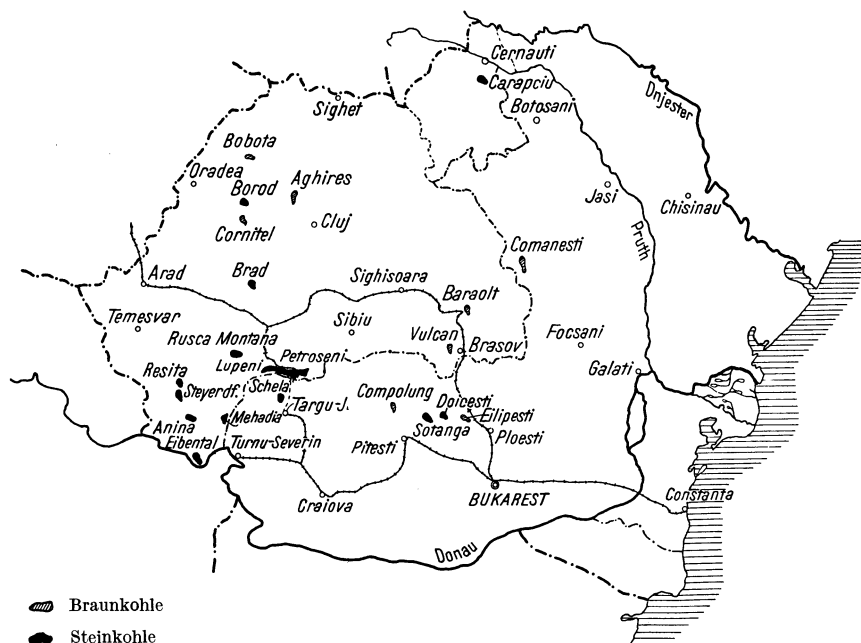 Cernauti
Carapciu
Sighet
Botosani
Dnjester
Bobota
Oradea
Aghires
Borod
Jasi
Chisinau
Cornitel
Cluj
Pruth
Comanesti
Brad
Sighisoara
Arad
Baraolt
Temesvar
Sibiu
Rusca Montana
Vulcan
Brasov
Focsani
Lupeni
Petroseni
Galati
Resita
Steyerdf.
Schela
Compolung
Doicesti
Targu-J.
Eilipesti
Anina
Mehadia
Sotanga
Eibental
Turnu-Severin
Pitesti
Ploesti
Craiova
BUKAREST
Constanta
Donau
Braunkohle
Steinkohle